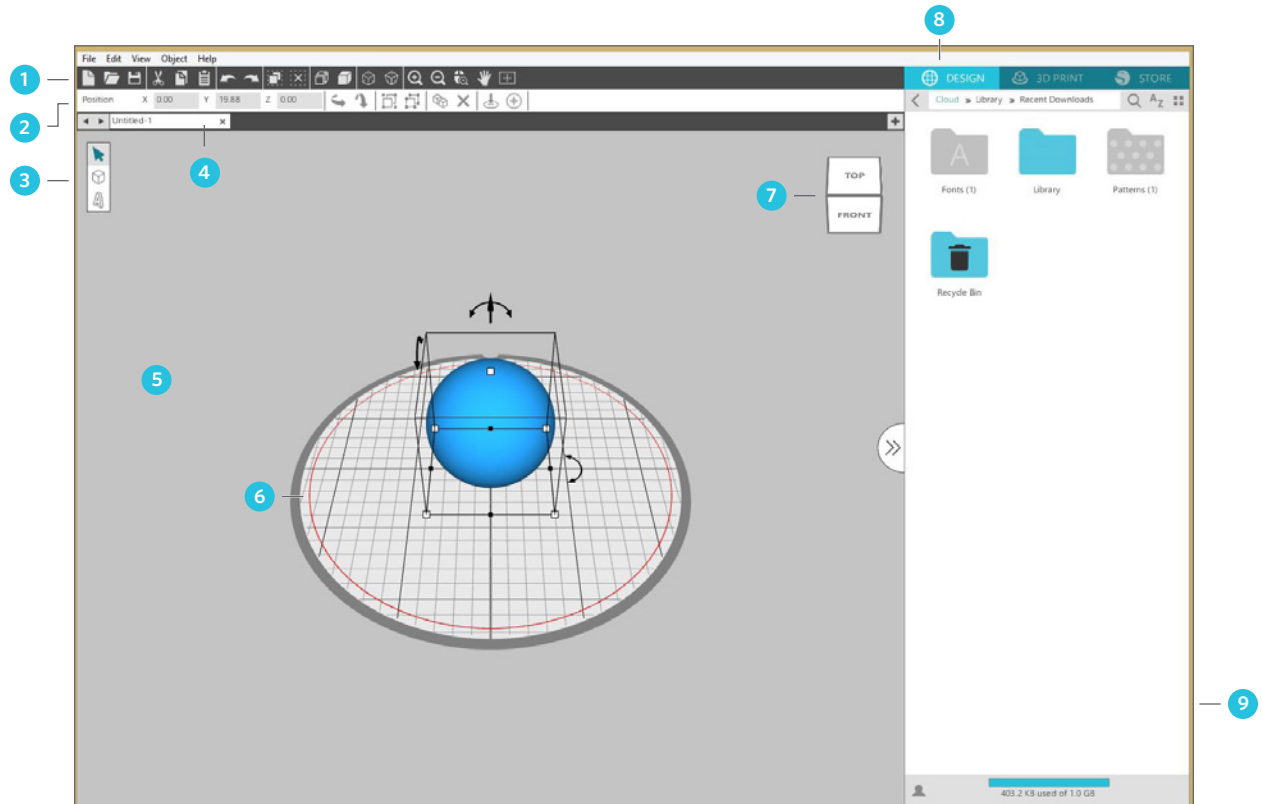 8
File Edit View Object Help
1
DESIGN 3D PRINT STORE
2
Position X 0.00 Y 19.88 Z 0.00
Cloud » Library » Recent Downloads
AZ
Untitled-1
3
4
TOP
7
FRONT
A
Fonts (1) Library Patterns (1)
Recycle Bin
5
6
9
403.2 KB used of 1.0 GB